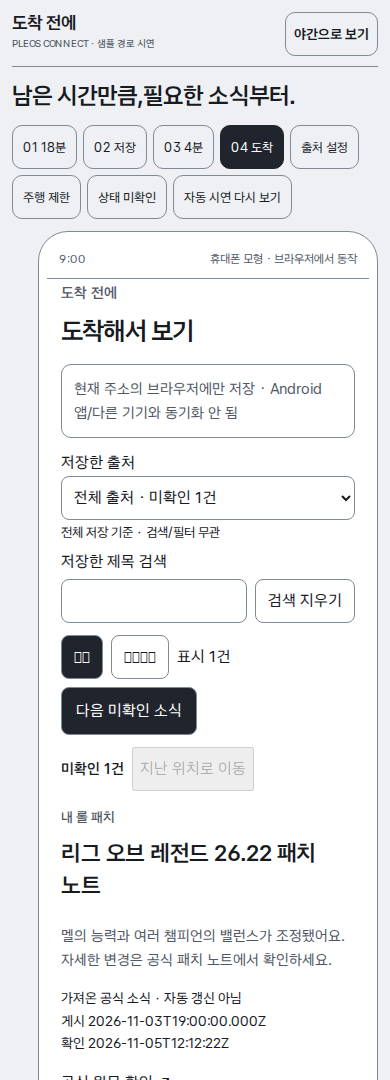 도착 전에
PLEOS CONNECT · 샘플 경로 시연
야간으로 보기
남은 시간만큼,필요한 소식부터.
01 18분
02 저장
03 4분
04 도착
출처 설정
주행 제한
상태 미확인
자동 시연 다시 보기
9:00
휴대폰 모형 · 브라우저에서 동작
도착 전에
도착해서 보기
현재 주소의 브라우저에만 저장 · Android
앱/다른 기기와 동기화 안 됨
저장한 출처
전체 출처 · 미확인 1건
전체 저장 기준 · 검색/필터 무관
저장한 제목 검색
검색 지우기
표시 1건
다음 미확인 소식
미확인 1건
지난 위치로 이동
내 롤 패치
리그 오브 레전드 26.22 패치
노트
멜의 능력과 여러 챔피언의 밸런스가 조정됐어요.
자세한 변경은 공식 패치 노트에서 확인하세요.
가져온 공식 소식 · 자동 갱신 아님
게시 2026-11-03T19:00:00.000Z
확인 2026-11-05T12:12:22Z